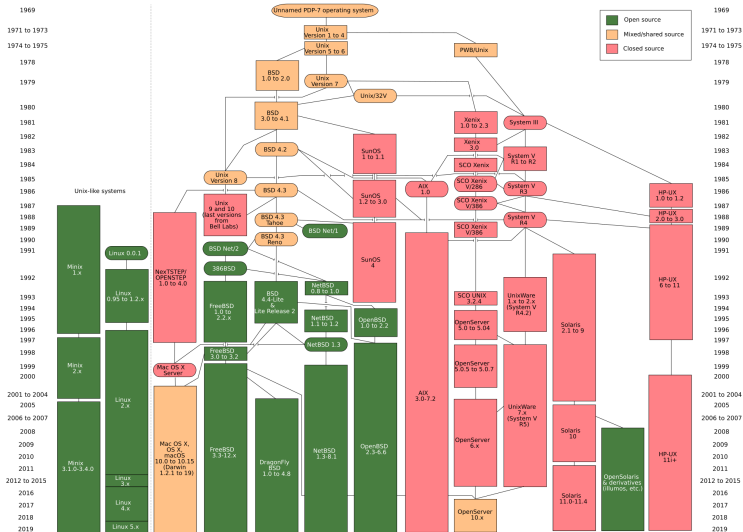 1969
1971 to 1973
1974 to 1975
1978
1979
1980
1981
1982
1983
1984
1985
1986
1987
1988
1989
1990
1991
1992
1993
1994
1995
1996
1997
1998
1999
2000
2001 to 2004
2005
2006 to 2007
2008
2009
2010
2011
2012 to 2015
2016
2017
2018
2019
Unix-like systems
Minix
1.x
Minix
2.x
Minix
3.1.0-3.4.0
Linux 0.0.1
Linux
0.95 to 1.2.x
Linux
2.x
Linux
3.x
Linux
4.x
Linux 5.x
Unnamed PDP-7 operating system
Unix
Version 1 to 4
Unix
Version 5 to 6
PWB/Unix
BSD
1.0 to 2.0
Unix
Version 7
Unix/32V
BSD
3.0 to 4.1
BSD 4.2
Unix
Version 8
BSD 4.3
Unix
9 and 10
(last versions
from
Bell Labs)
BSD 4.3
Tahoe
BSD 4.3
Reno
BSD Net/1
BSD Net/2
386BSD
NeXTSTEP/
OPENSTEP
1.0 to 4.0
FreeBSD
1.0 to
2.2.x
BSD
4.4-Lite
&
Lite Release 2
NetBSD
0.8 to 1.0
NetBSD
1.1 to 1.2
NetBSD 1.3
OpenBSD
1.0 to 2.2
FreeBSD
3.0 to 3.2
Mac OS X
Server
Mac OS X,
OS X,
macOS
10.0 to 10.15
(Darwin
1.2.1 to 19)
FreeBSD
3.3-12.x
DragonFly
BSD
1.0 to 4.8
NetBSD
1.3-8.1
OpenBSD
2.3-6.6
SunOS
1 to 1.1
SunOS
1.2 to 3.0
SunOS
4
AIX
1.0
AIX
3.0-7.2
Xenix
1.0 to 2.3
Xenix
3.0
SCO Xenix
SCO Xenix
V/286
SCO Xenix
V/386
SCO Xenix
V/386
SCO UNIX
3.2.4
OpenServer
5.0 to 5.04
OpenServer
5.0.5 to 5.0.7
OpenServer
6.x
OpenServer
10.x
System III
System V
R1 to R2
System V
R3
System V
R4
UnixWare
1.x to 2.x
(System V
R4.2)
UnixWare
7.x
(System V
R5)
Solaris
2.1 to 9
Solaris
10
Solaris
11.0-11.4
OpenSolaris
& derivatives
(illumos, etc.)
HP-UX
1.0 to 1.2
HP-UX
2.0 to 3.0
HP-UX
6 to 11
HP-UX
11i+
Open source
Mixed/shared source
Closed source
1969
1971 to 1973
1974 to 1975
1978
1979
1980
1981
1982
1983
1984
1985
1986
1987
1988
1989
1990
1991
1992
1993
1994
1995
1996
1997
1998
1999
2000
2001 to 2004
2005
2006 to 2007
2008
2009
2010
2011
2012 to 2015
2016
2017
2018
2019